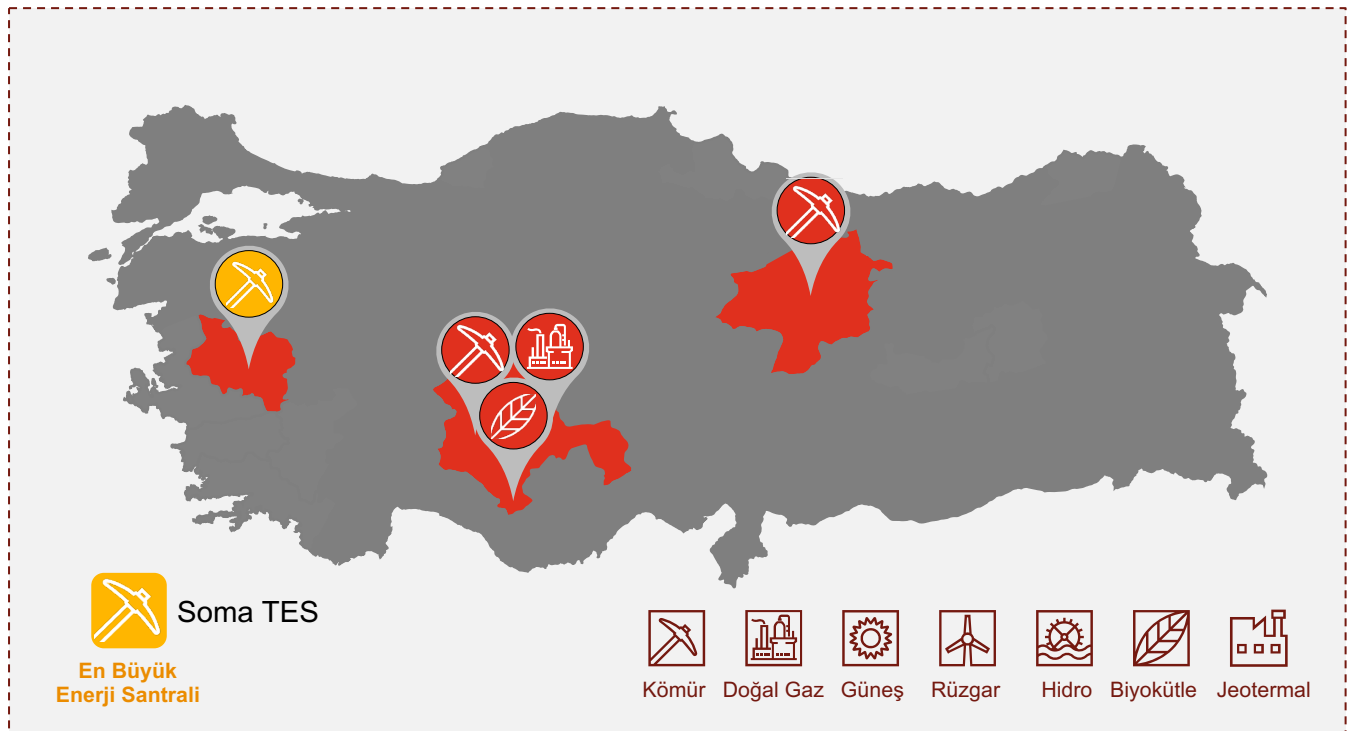 Soma TES
En Büyük
Enerji Santrali
Kömür
Doğal Gaz
Güneş
Rüzgar
Hidro
Biyokütle
Jeotermal